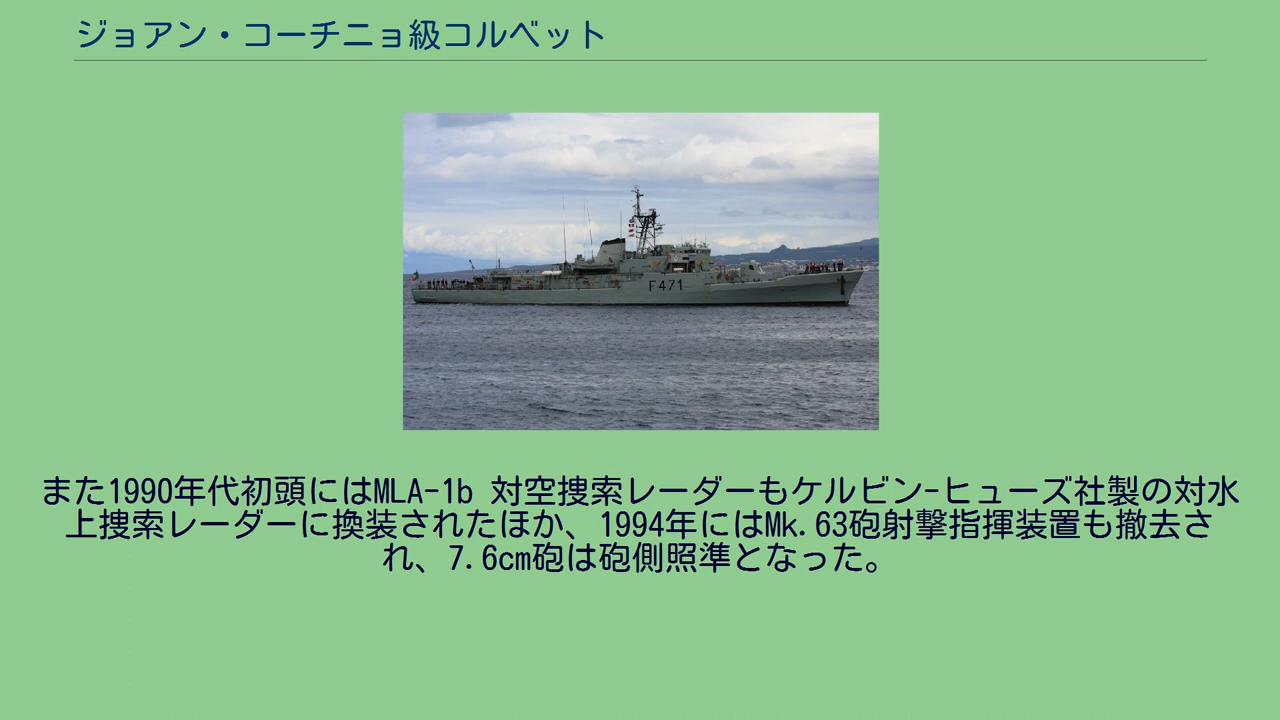 ジョアン・コーチニョ級コルベット
F471
また1990年代初頭にはMLA-1b 対空捜索レーダーもケルビン-ヒューズ社製の対水
上捜索レーダーに換装されたほか、1994年にはMk.63砲射撃指揮装置も撤去さ
れ、7.6cm砲は砲側照準となった。